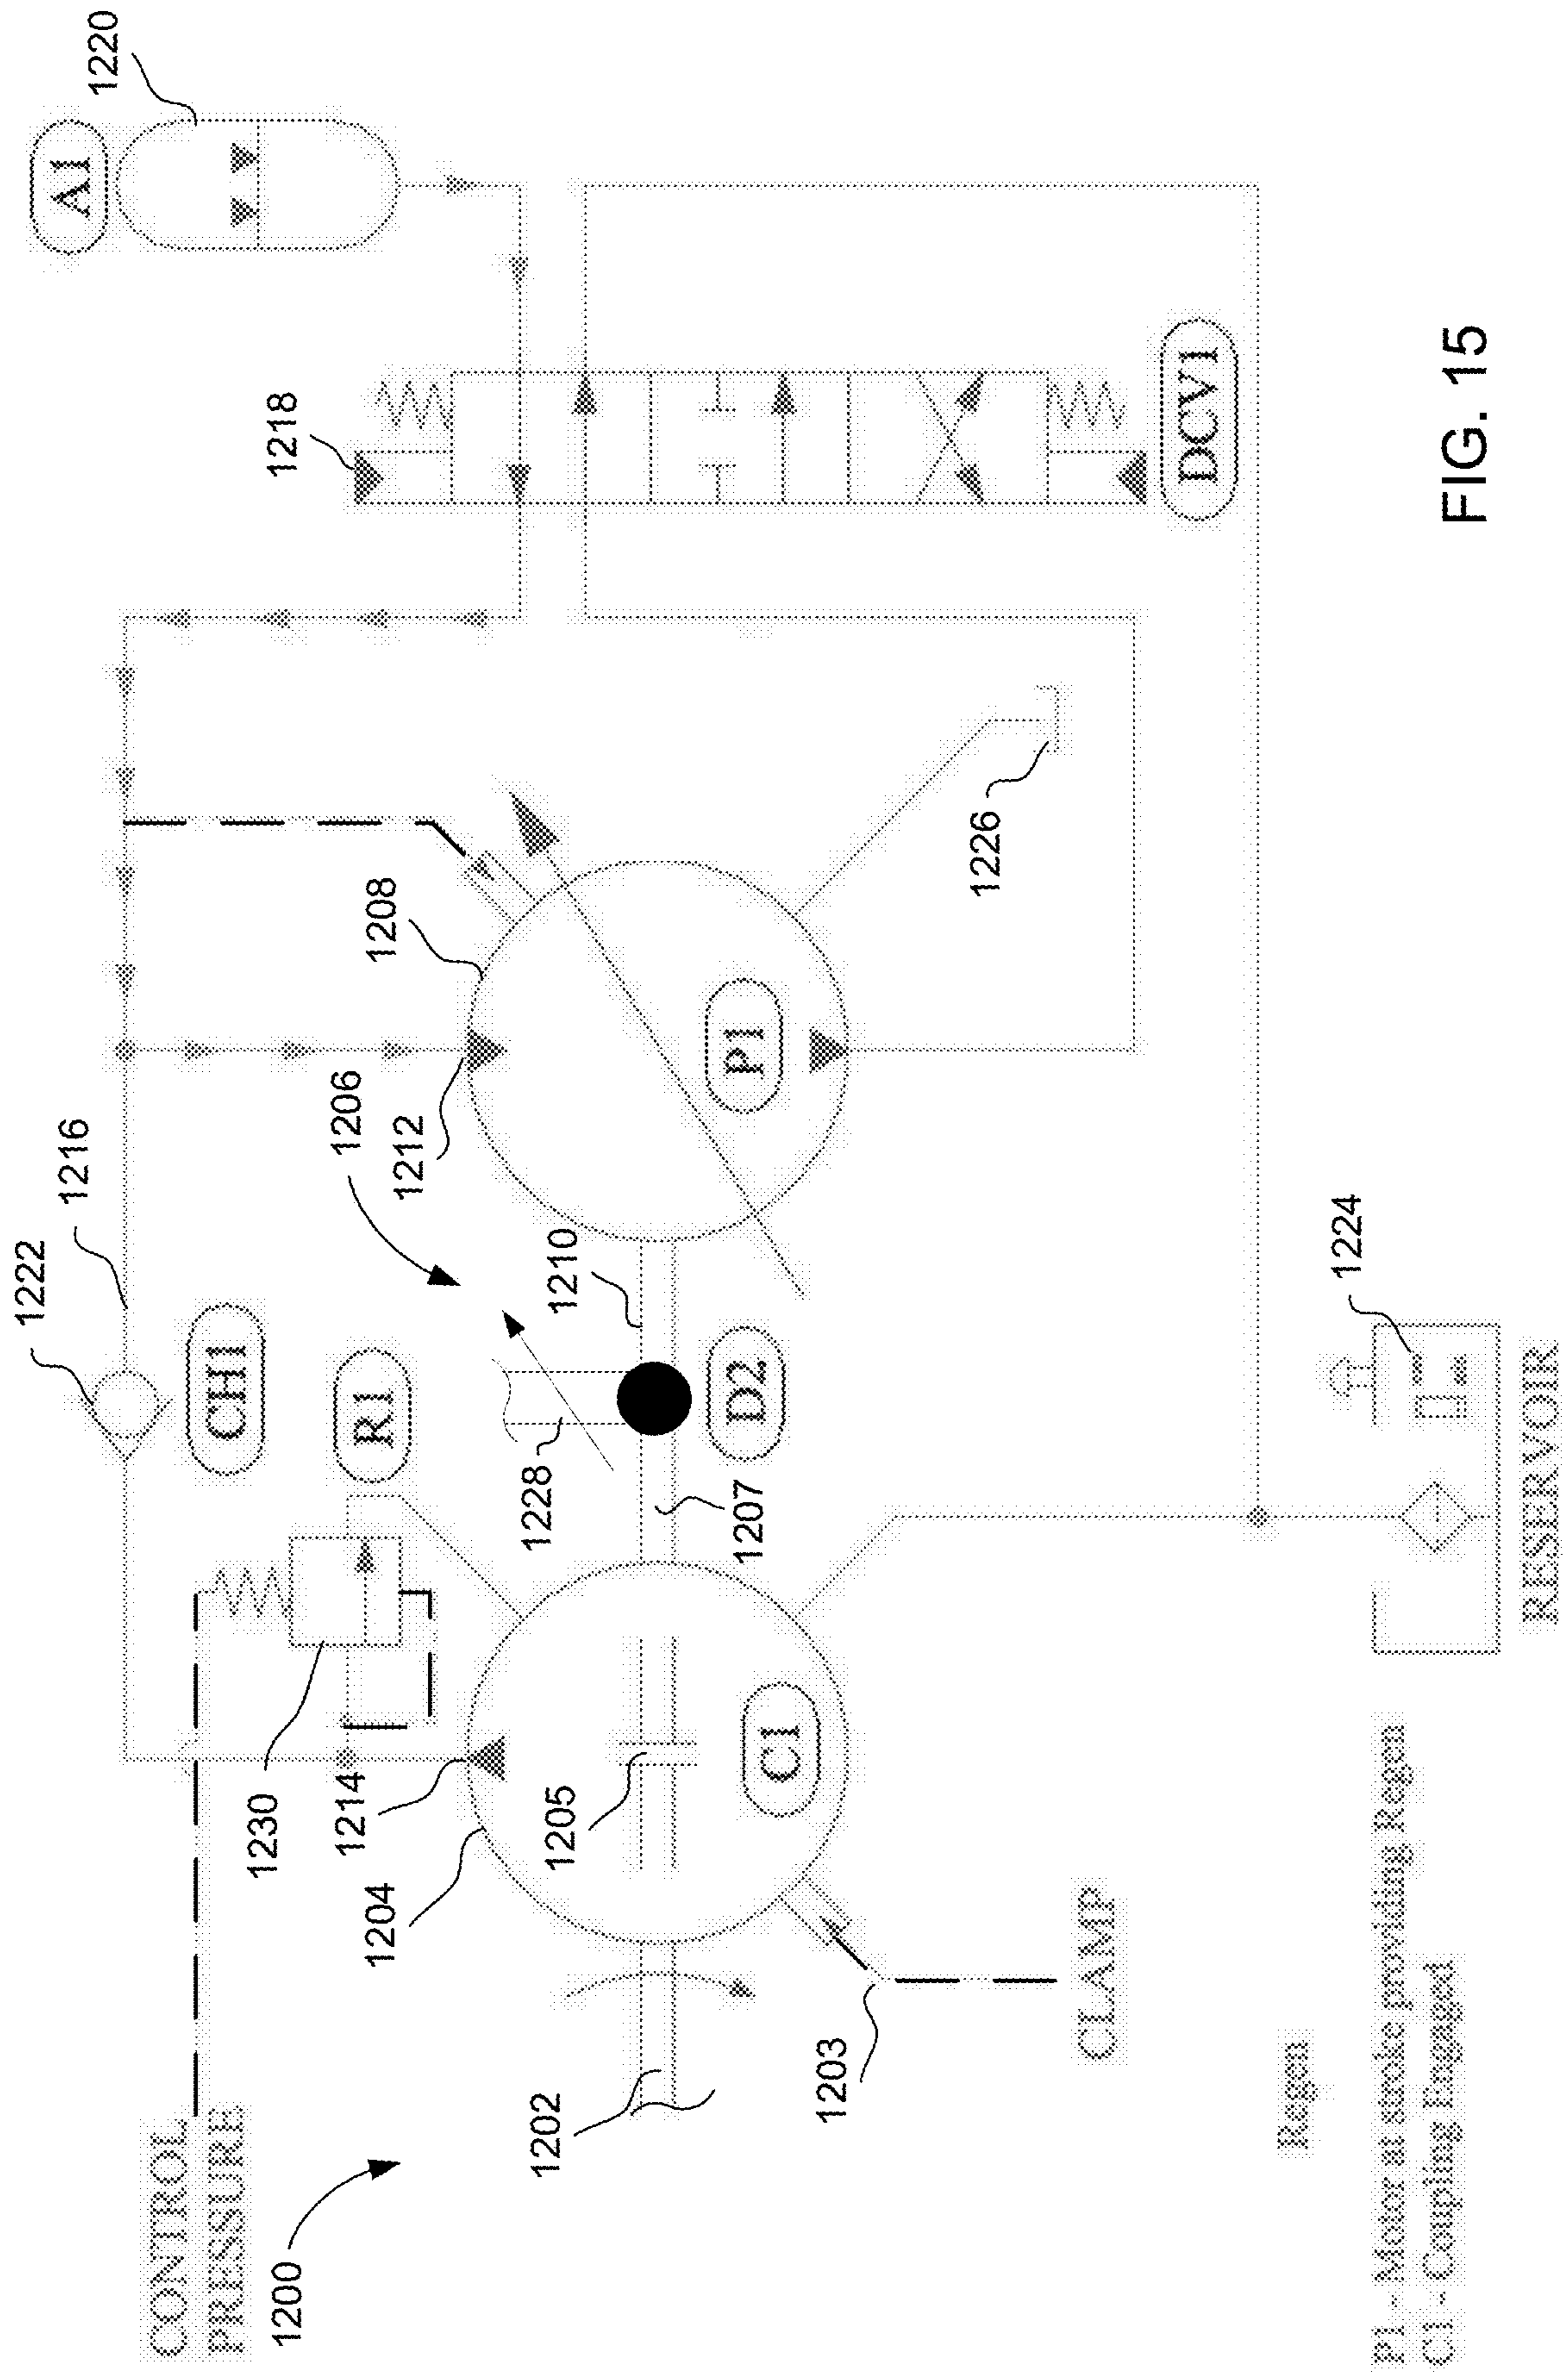 CONTROL
PRESSURE
1200
1202
1203
CLAMP
1204
1205
C1
1214
1230
R1
1222
CH1
1216
1206
1228
1207
D2
1210
1212
1208
P1
1226
1218
DCV1
A1
1220
1224
RESERVOIR
Regen
P1 - Motor at stroke providing Regen
C1 - Coupling Engaged
FIG. 15